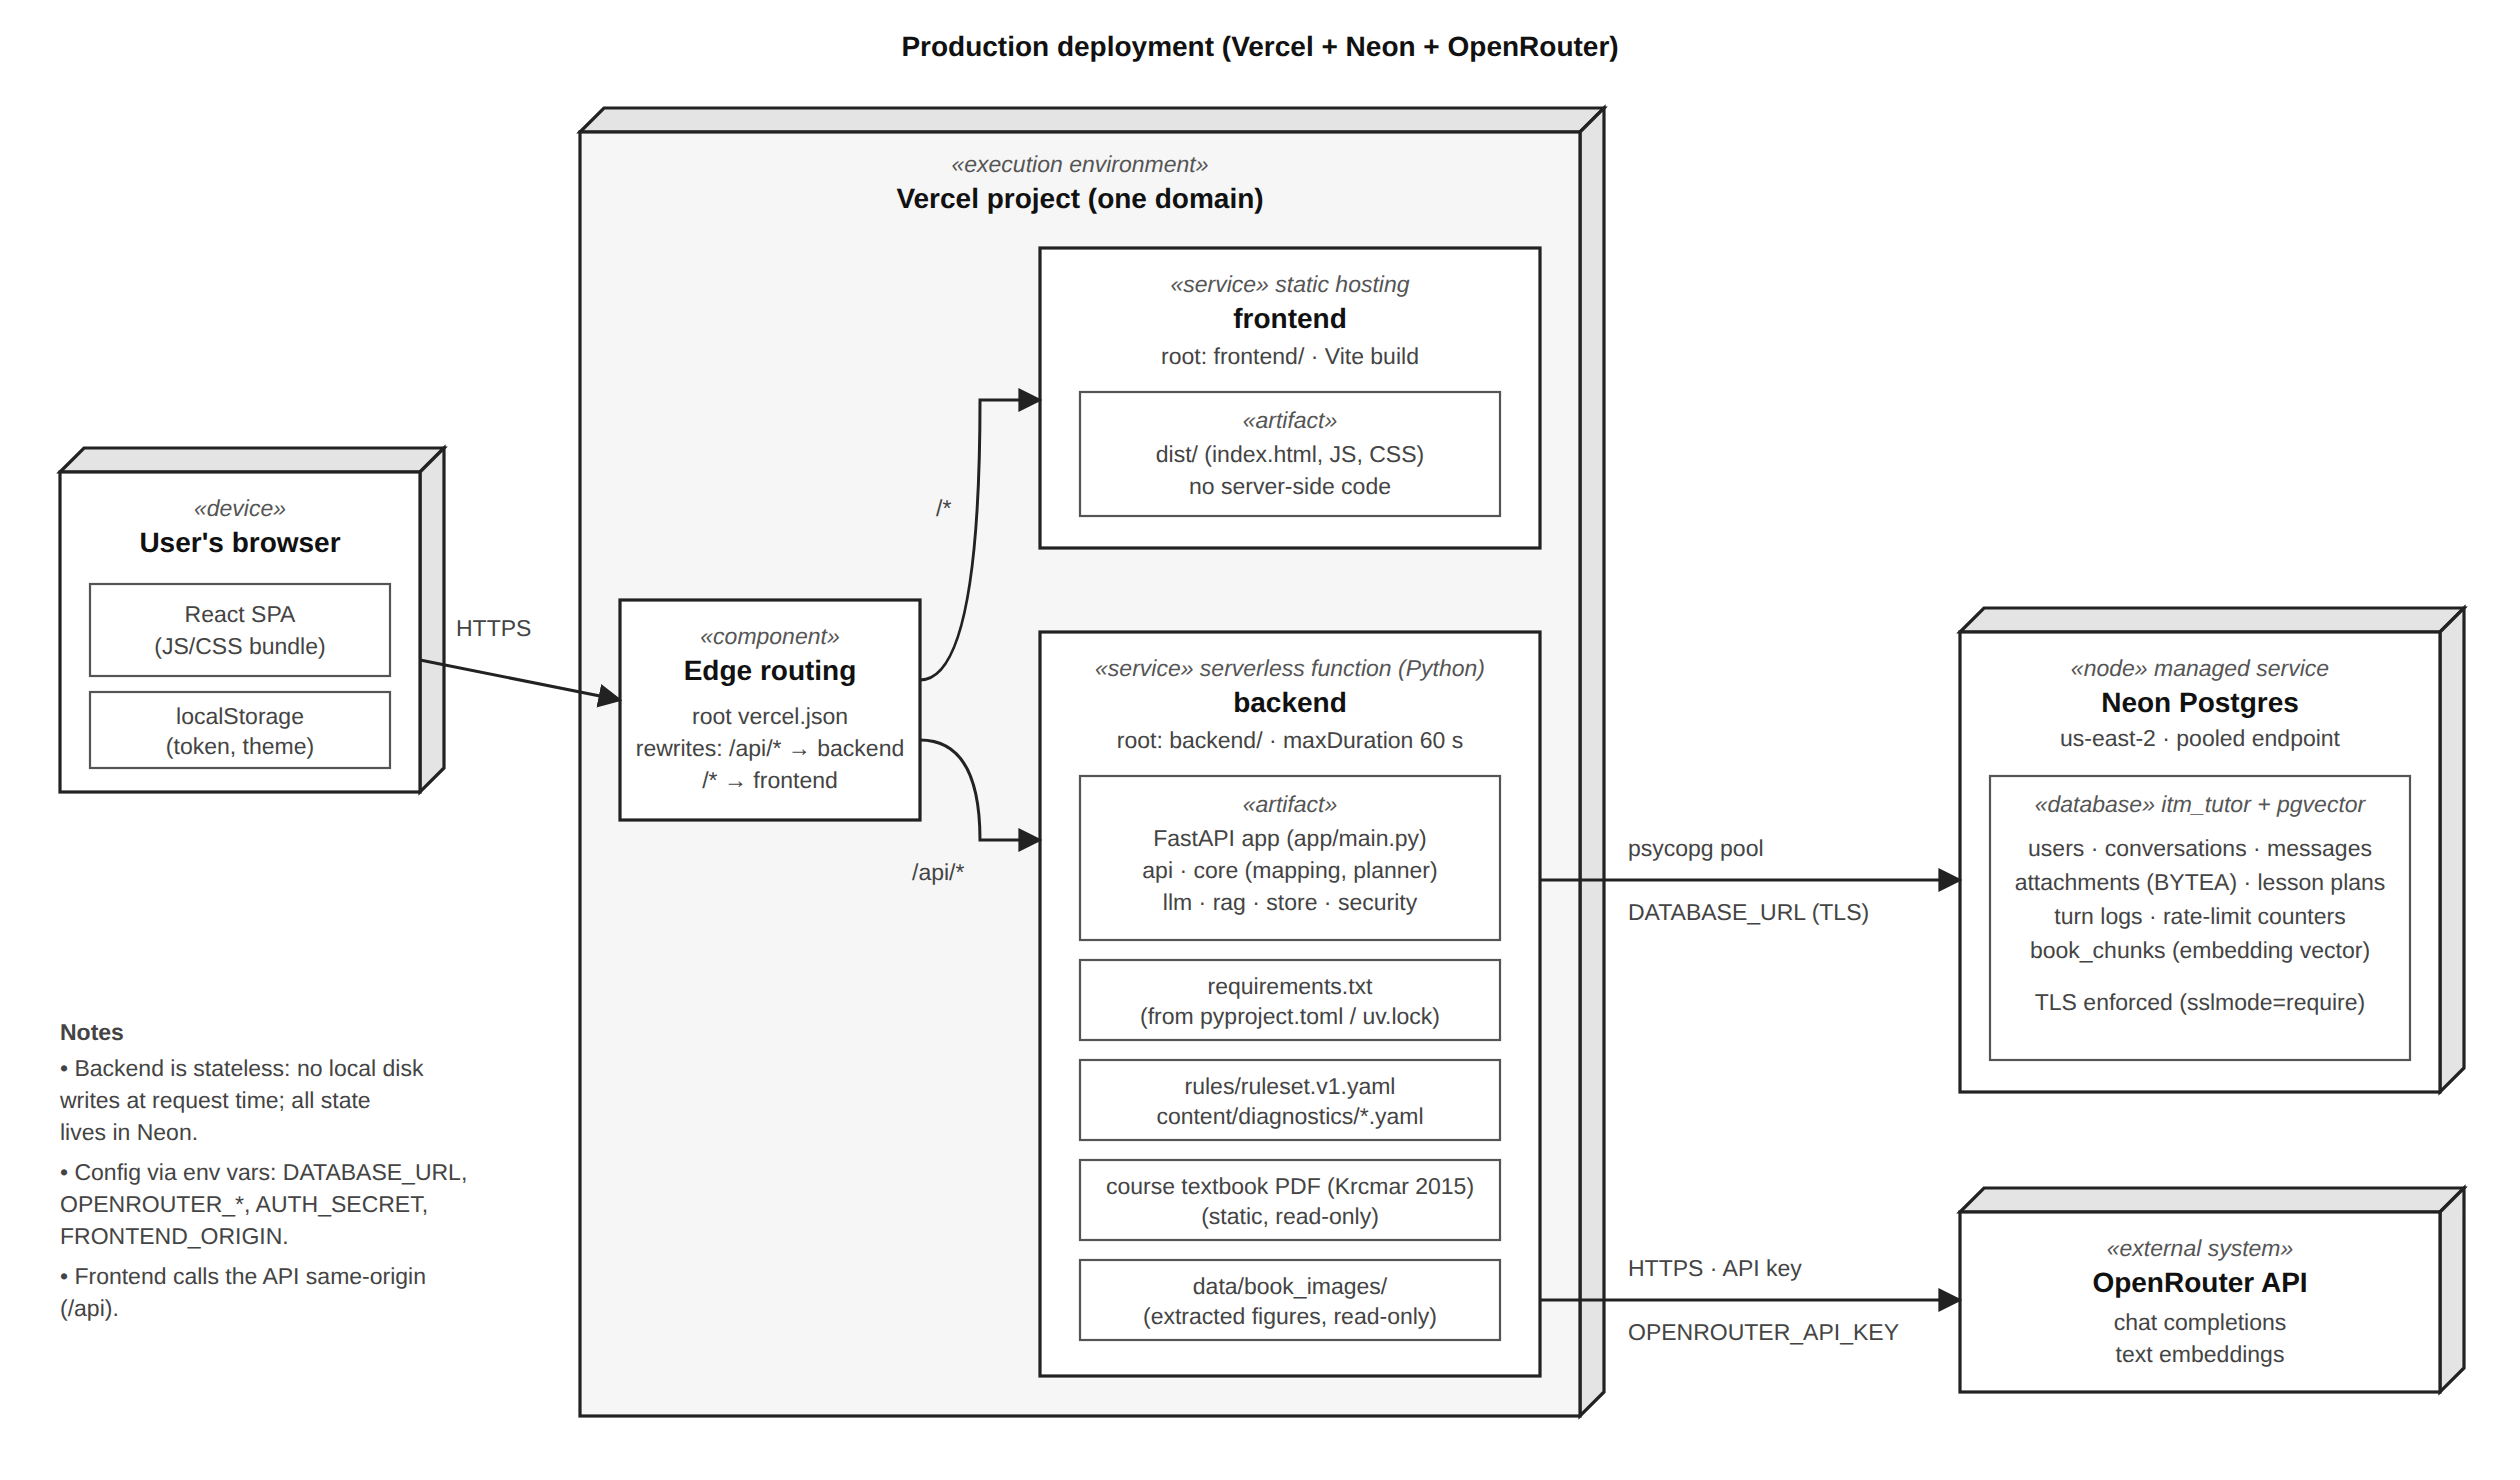 Production deployment (Vercel + Neon + OpenRouter)
«execution environment»
Vercel project (one domain)
«service» static hosting
frontend
root: frontend/ · Vite build
«artifact»
dist/ (index.html, JS, CSS)
no server-side code
«device»
User's browser
React SPA
(JS/CSS bundle)
localStorage
(token, theme)
HTTPS
/*
«component»
Edge routing
root vercel.json
rewrites: /api/* → backend
/* → frontend
/api/*
«service» serverless function (Python)
backend
root: backend/ · maxDuration 60 s
«artifact»
FastAPI app (app/main.py)
api · core (mapping, planner)
llm · rag · store · security
requirements.txt
(from pyproject.toml / uv.lock)
rules/ruleset.v1.yaml
content/diagnostics/*.yaml
course textbook PDF (Krcmar 2015)
(static, read-only)
data/book_images/
(extracted figures, read-only)
psycopg pool
DATABASE_URL (TLS)
«node» managed service
Neon Postgres
us-east-2 · pooled endpoint
«database» itm_tutor + pgvector
users · conversations · messages
attachments (BYTEA) · lesson plans
turn logs · rate-limit counters
book_chunks (embedding vector)
TLS enforced (sslmode=require)
HTTPS · API key
OPENROUTER_API_KEY
«external system»
OpenRouter API
chat completions
text embeddings
Notes
• Backend is stateless: no local disk
writes at request time; all state
lives in Neon.
• Config via env vars: DATABASE_URL,
OPENROUTER_*, AUTH_SECRET,
FRONTEND_ORIGIN.
• Frontend calls the API same-origin
(/api).